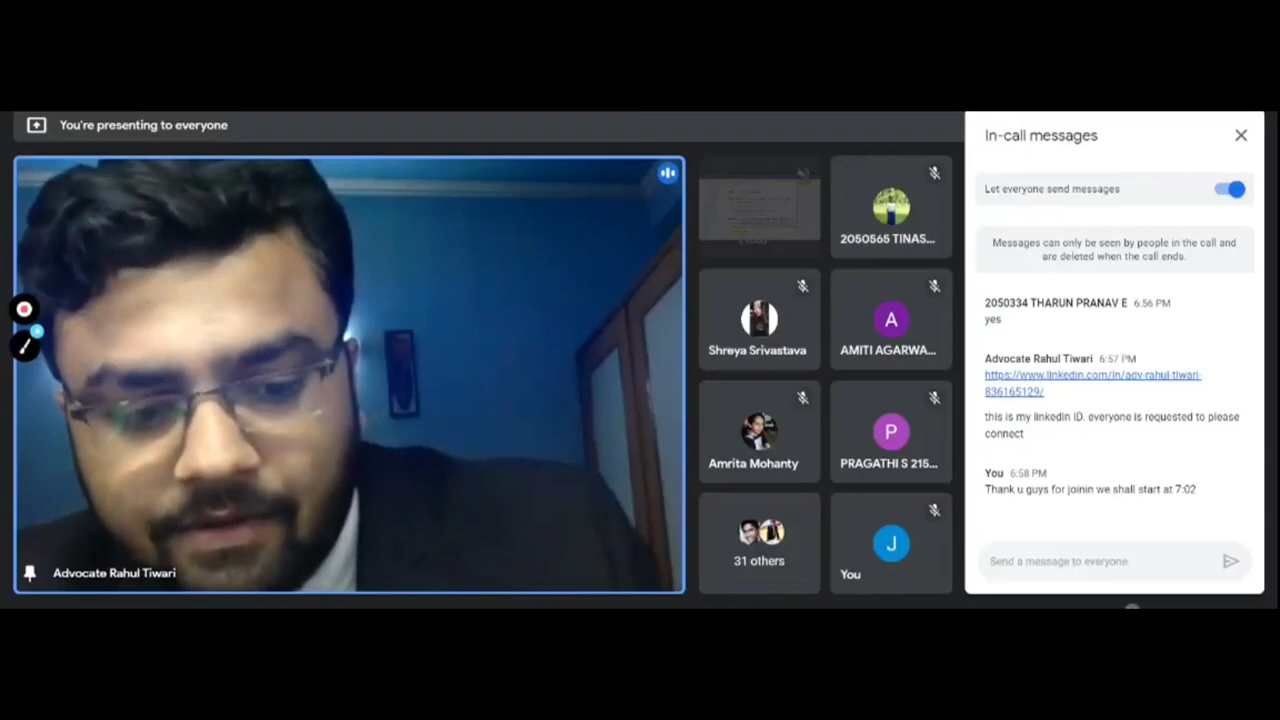 You're presenting to everyone
In-call messages
Let everyone send messages
Messages can only be seen by people in the call and
are deleted when the call ends.
2050334 THARUN PRANAV E 6:56 PM
yes
Advocate Rahul Tiwari 6:57 PM
https://www.linkedin.com/in/adv-rahul-tiwari-
836165129/
this is my linkedin ID. everyone is requested to please
connect
You 6:58 PM
Thank u guys for joinin we shall start at 7:02
Send a message to everyone
2050565 TINAS...
Shreya Srivastava
AMITI AGARWA...
Amrita Mohanty
P
PRAGATHI S 215...
A
31 others
J
You
Advocate Rahul Tiwari